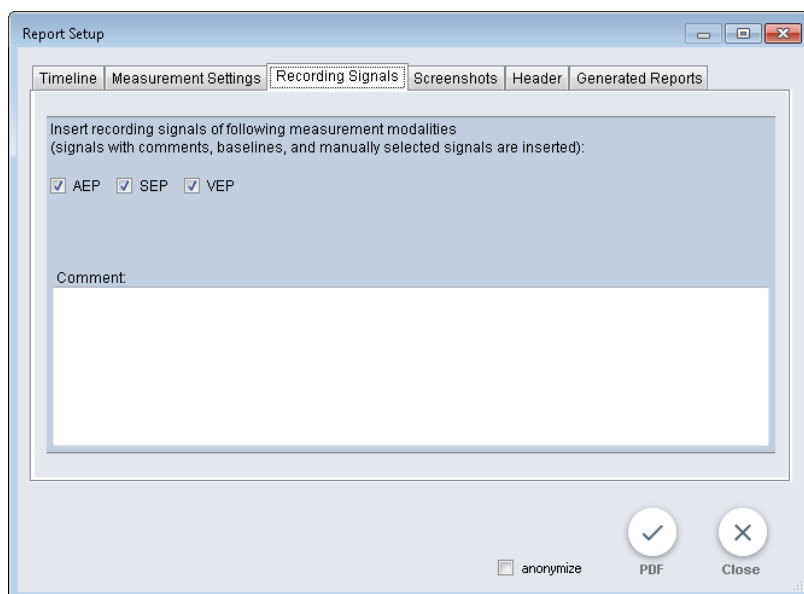 Report Setup
Timeline Measurement Settings Recording Signals Screenshots Header Generated Reports
Insert recording signals of following measurement modalities
(signals with comments, baselines, and manually selected signals are inserted):
AEP SEP VEP
Comment:
anonymize PDF Close